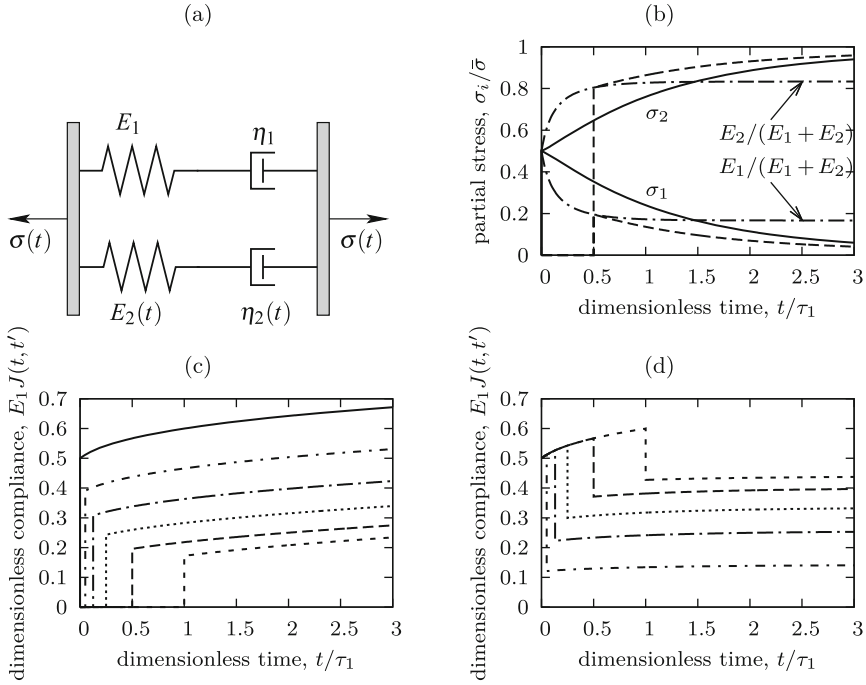 (a)
E₁
η₁
σ(t)
σ(t)
E₂(t)
η₂(t)
(b)
partial stress, σᵢ/σ̄
1
0.8
0.6
0.4
0.2
0
σ₂
σ₁
E₂/(E₁+E₂)
E₁/(E₁+E₂)
0 0.5 1 1.5 2 2.5 3
dimensionless time, t/τ₁
(c)
dimensionless compliance, E₁J(t,t′)
0.7
0.6
0.5
0.4
0.3
0.2
0.1
0
0 0.5 1 1.5 2 2.5 3
dimensionless time, t/τ₁
(d)
dimensionless compliance, E₁J(t,t′)
0.7
0.6
0.5
0.4
0.3
0.2
0.1
0
0 0.5 1 1.5 2 2.5 3
dimensionless time, t/τ₁